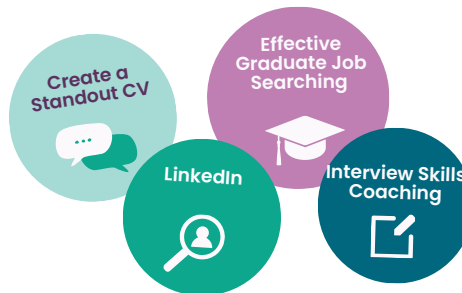 Create a
Standout CV
Effective
Graduate Job
Searching
LinkedIn
Interview Skills
Coaching